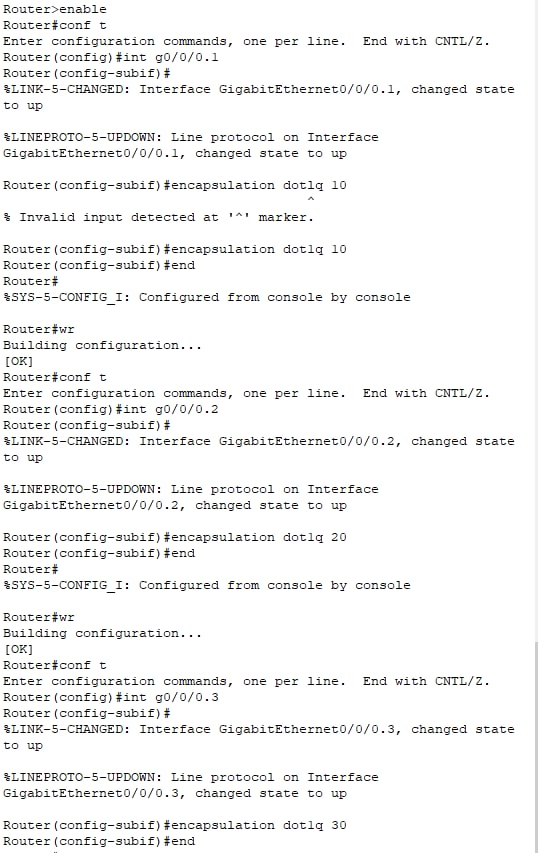 Router>enable
Router#conf t
Enter configuration commands, one per line.  End with CNTL/Z.
Router(config)#int g0/0/0.1
Router(config-subif)#
%LINK-5-CHANGED: Interface GigabitEthernet0/0/0.1, changed state
to up
%LINEPROTO-5-UPDOWN: Line protocol on Interface
GigabitEthernet0/0/0.1, changed state to up
Router(config-subif)#encapsulation dotlq 10
^
% Invalid input detected at '^' marker.
Router(config-subif)#encapsulation dot1q 10
Router(config-subif)#end
Router#
%SYS-5-CONFIG_I: Configured from console by console
Router#wr
Building configuration...
[OK]
Router#conf t
Enter configuration commands, one per line.  End with CNTL/Z.
Router(config)#int g0/0/0.2
Router(config-subif)#
%LINK-5-CHANGED: Interface GigabitEthernet0/0/0.2, changed state
to up
%LINEPROTO-5-UPDOWN: Line protocol on Interface
GigabitEthernet0/0/0.2, changed state to up
Router(config-subif)#encapsulation dot1q 20
Router(config-subif)#end
Router#
%SYS-5-CONFIG_I: Configured from console by console
Router#wr
Building configuration...
[OK]
Router#conf t
Enter configuration commands, one per line.  End with CNTL/Z.
Router(config)#int g0/0/0.3
Router(config-subif)#
%LINK-5-CHANGED: Interface GigabitEthernet0/0/0.3, changed state
to up
%LINEPROTO-5-UPDOWN: Line protocol on Interface
GigabitEthernet0/0/0.3, changed state to up
Router(config-subif)#encapsulation dot1q 30
Router(config-subif)#end